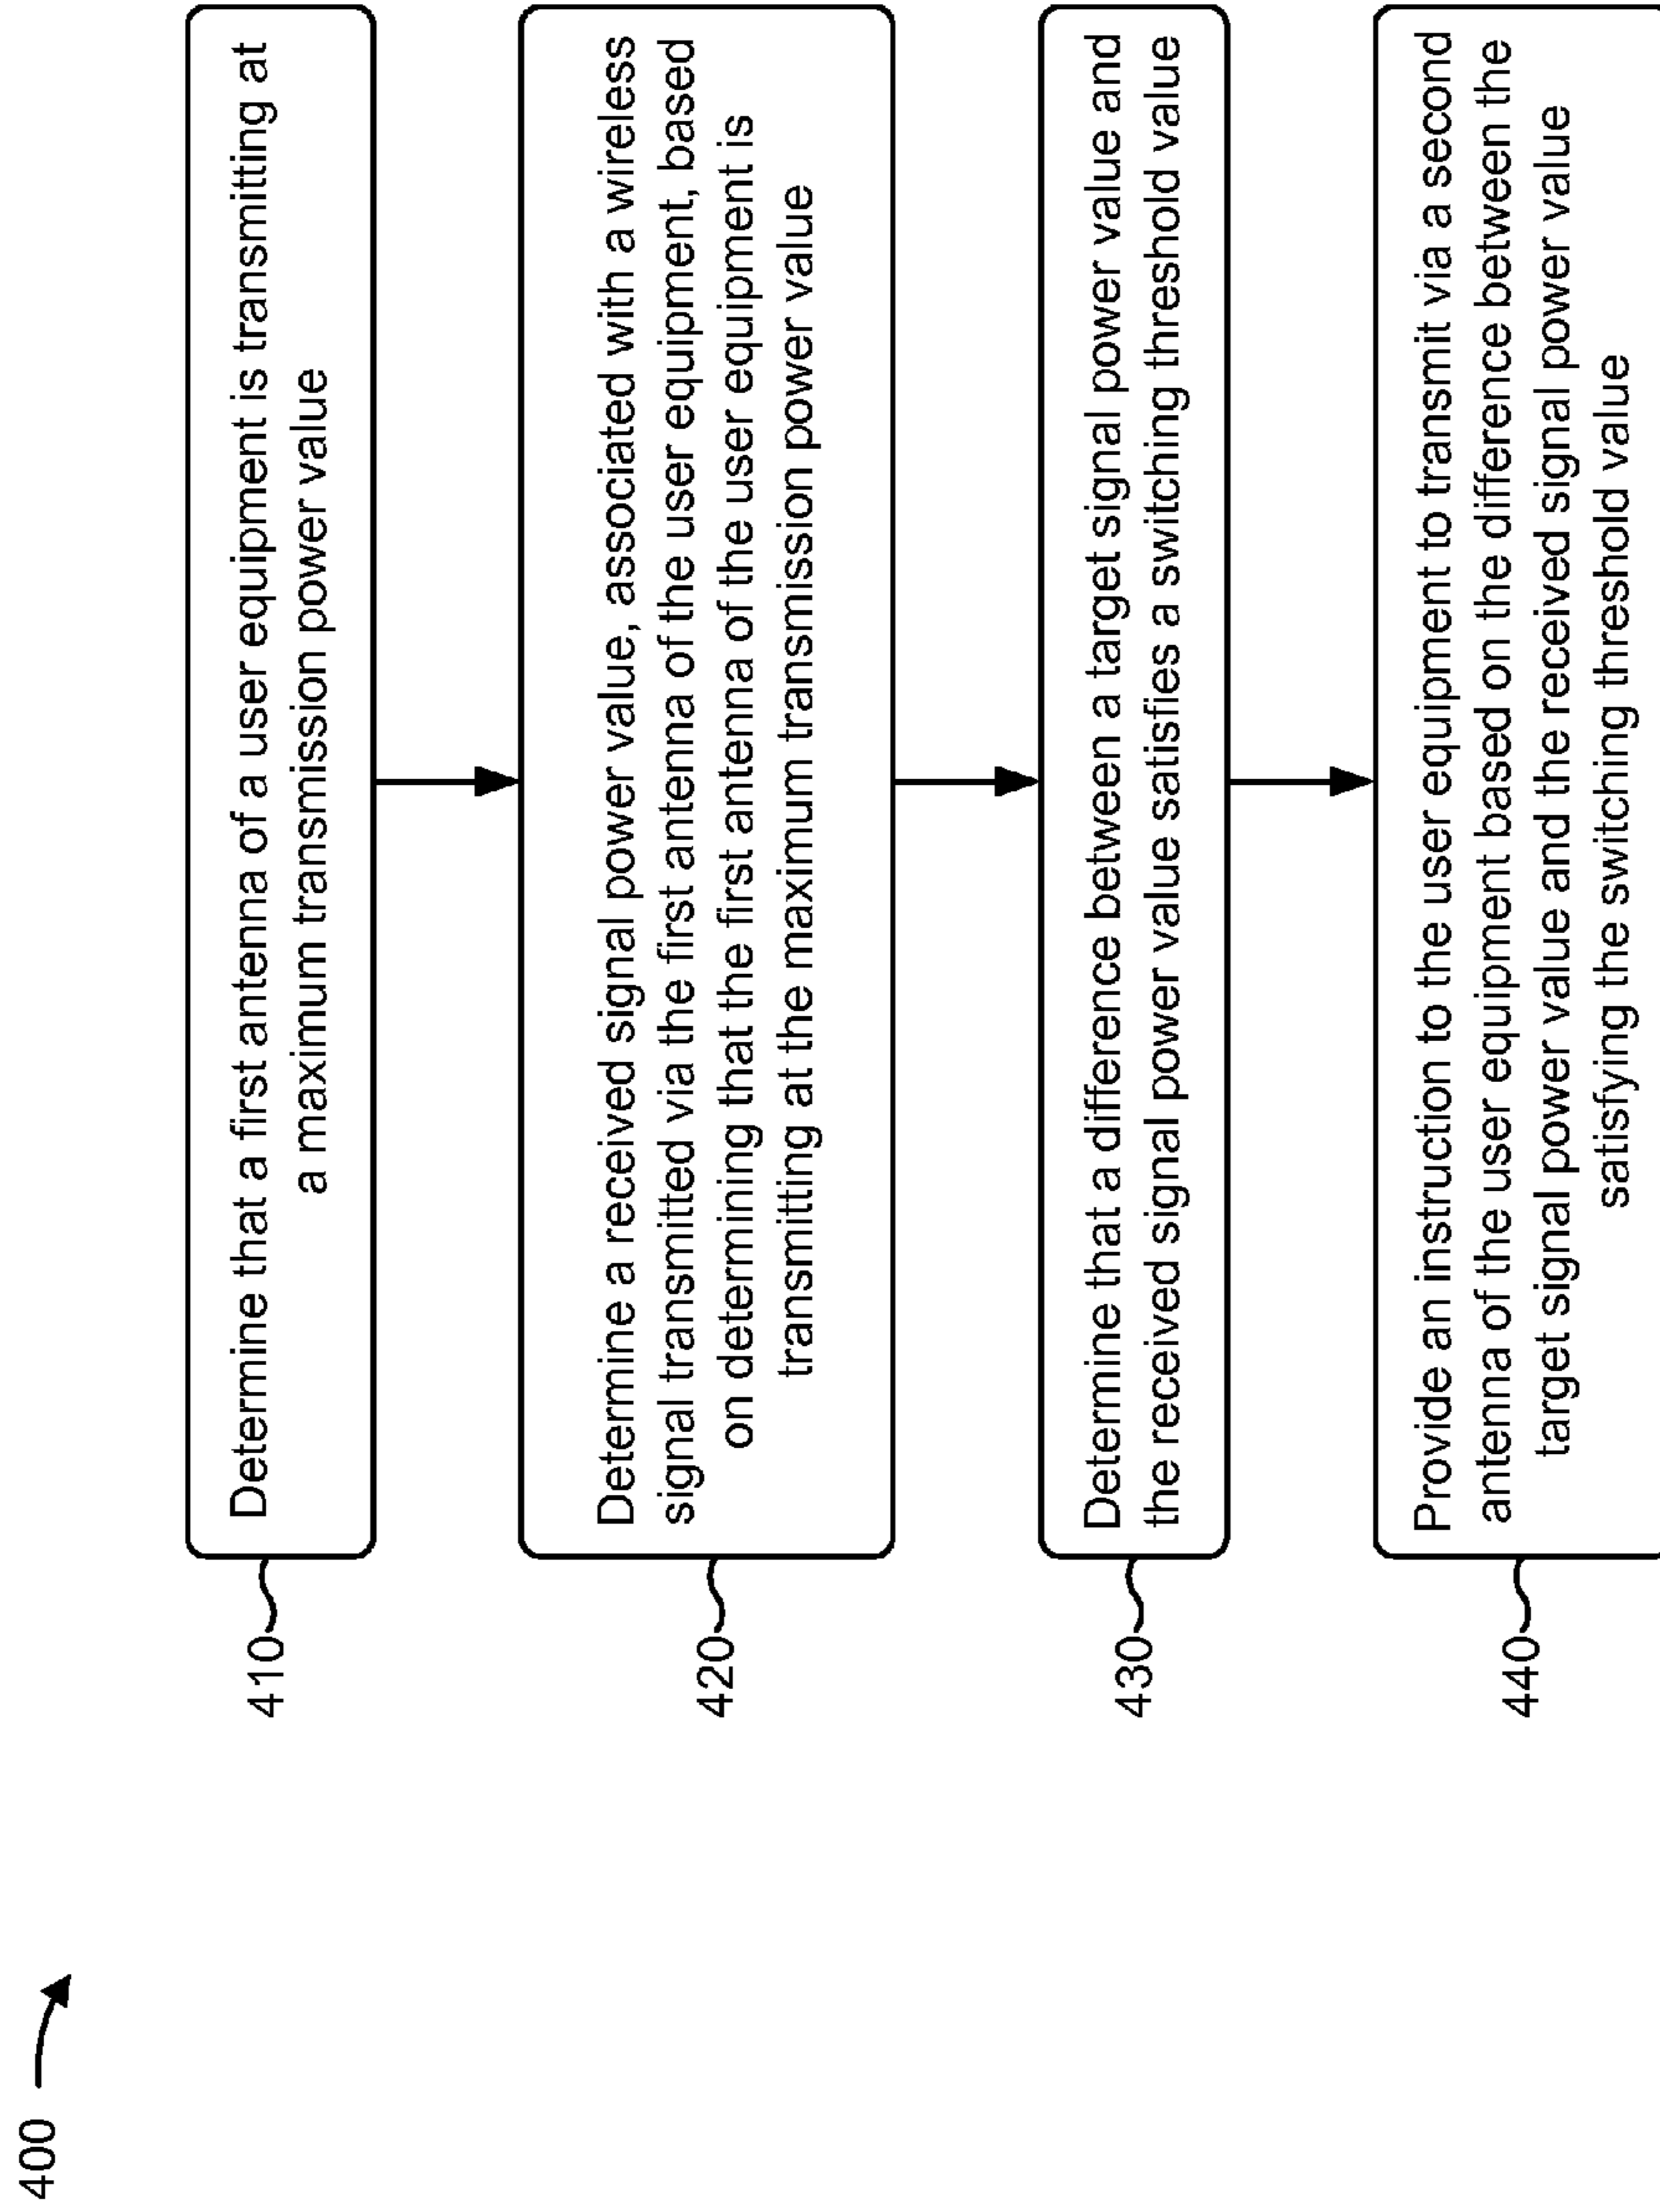 400
410
Determine that a first antenna of a user equipment is transmitting at
a maximum transmission power value
420
Determine a received signal power value, associated with a wireless
signal transmitted via the first antenna of the user equipment, based
on determining that the first antenna of the user equipment is
transmitting at the maximum transmission power value
430
Determine that a difference between a target signal power value and
the received signal power value satisfies a switching threshold value
440
Provide an instruction to the user equipment to transmit via a second
antenna of the user equipment based on the difference between the
target signal power value and the received signal power value
satisfying the switching threshold value